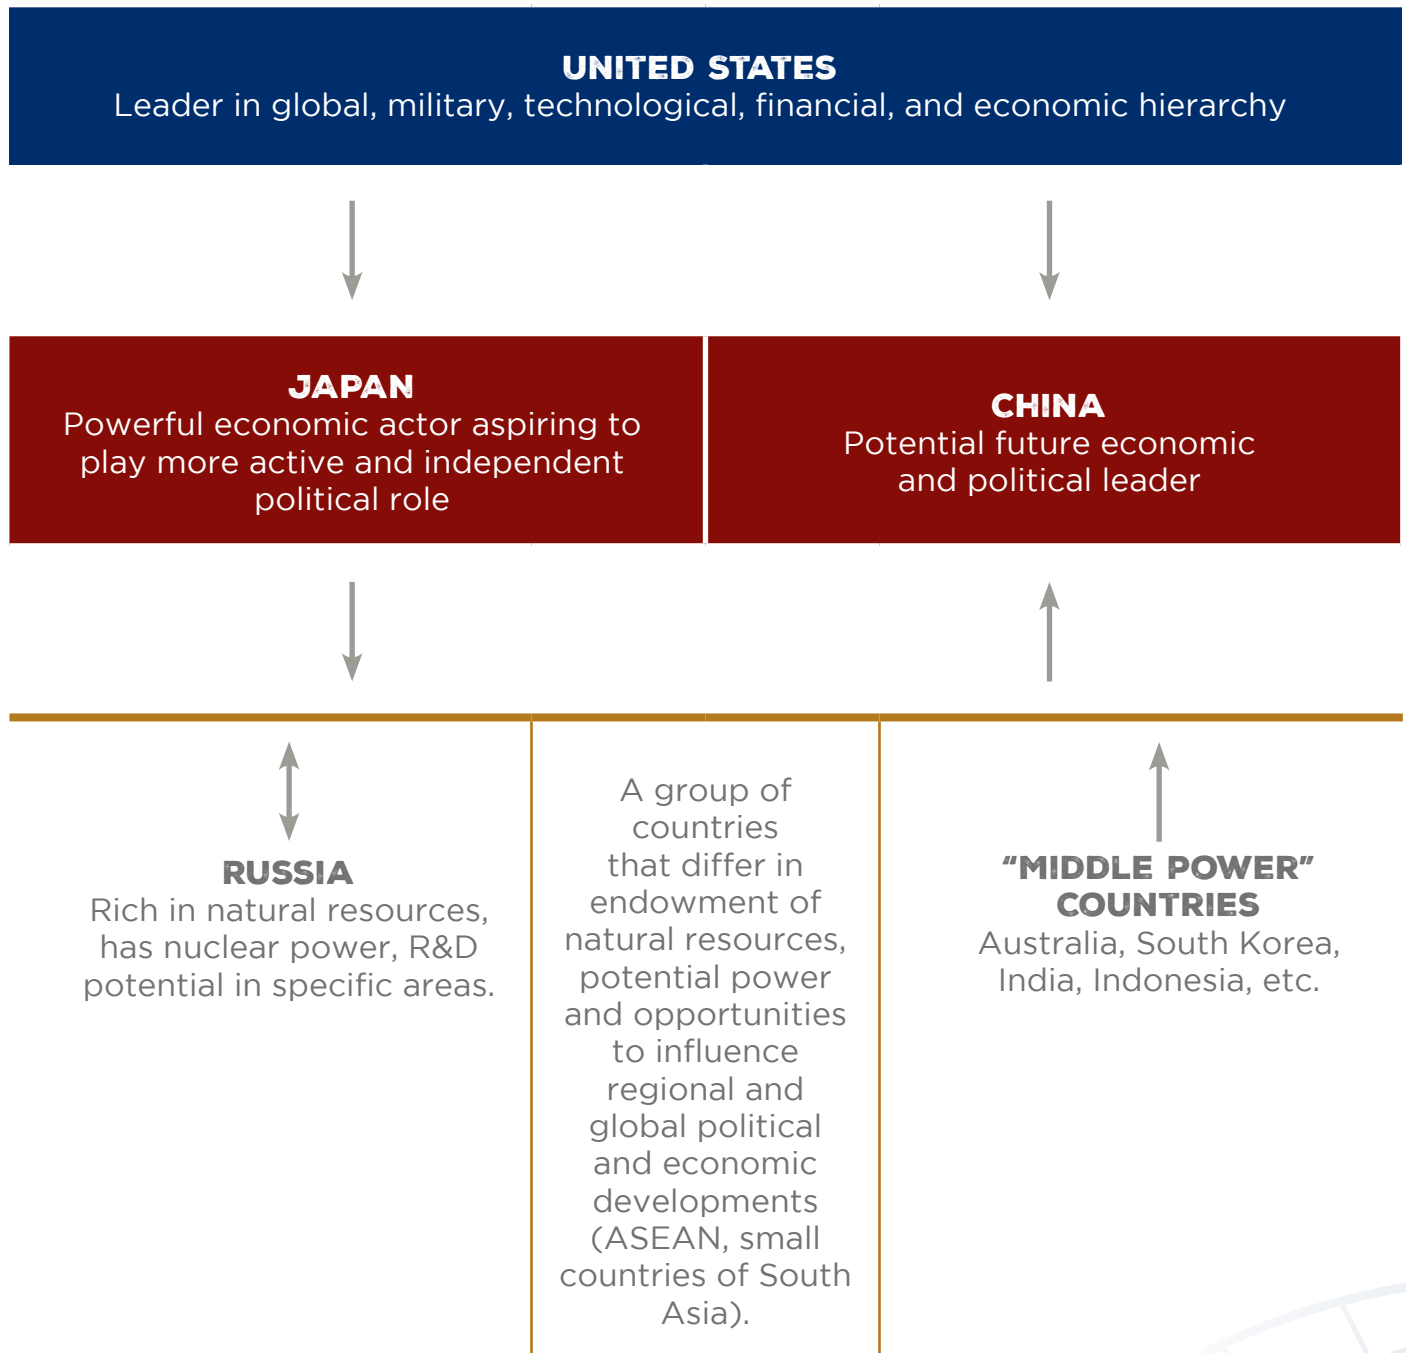 UNITED STATES
Leader in global, military, technological, financial, and economic hierarchy
JAPAN
Powerful economic actor aspiring to
play more active and independent
political role
CHINA
Potential future economic
and political leader
RUSSIA
Rich in natural resources,
has nuclear power, R&D
potential in specific areas.
A group of
countries
that differ in
endowment of
natural resources,
potential power
and opportunities
to influence
regional and
global political
and economic
developments
(ASEAN, small
countries of South
Asia).
“MIDDLE POWER”
COUNTRIES
Australia, South Korea,
India, Indonesia, etc.